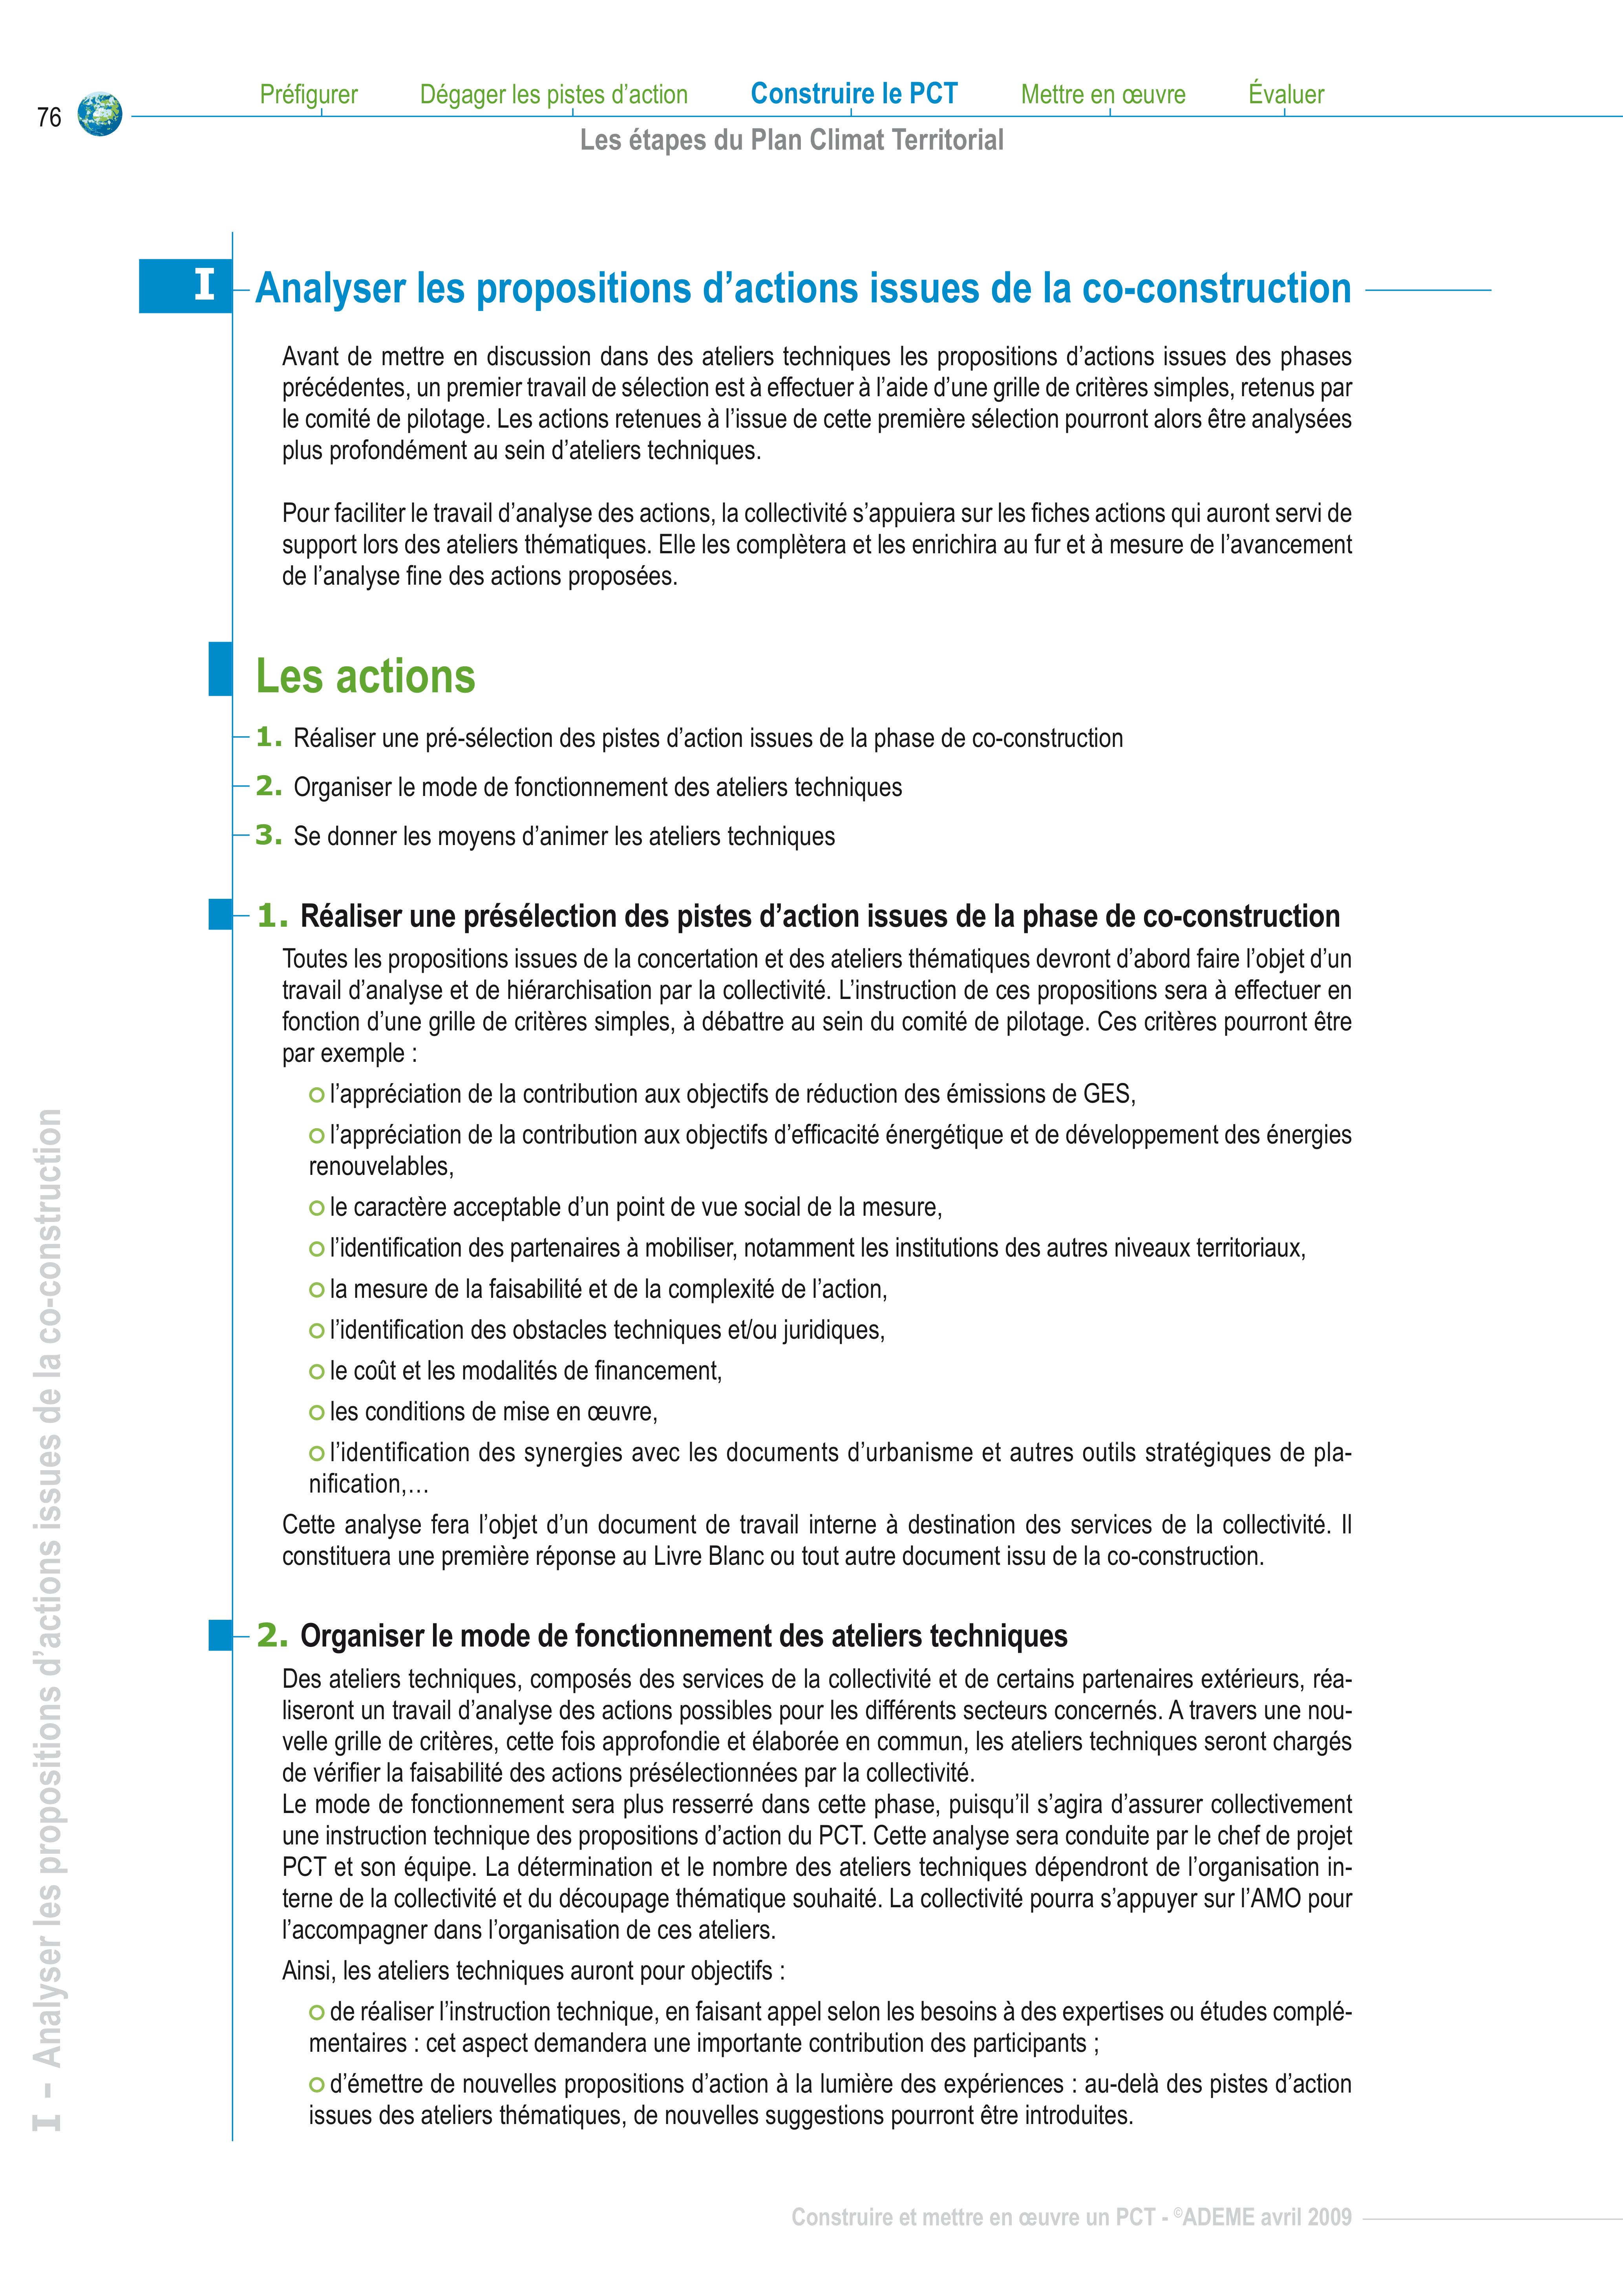 76
Préfigurer Dégager les pistes d’action Construire le PCT Mettre en œuvre Évaluer
Les étapes du Plan Climat Territorial
I Analyser les propositions d’actions issues de la co-construction
Avant de mettre en discussion dans des ateliers techniques les propositions d’actions issues des phases
précédentes, un premier travail de sélection est à effectuer à l’aide d’une grille de critères simples, retenus par
le comité de pilotage. Les actions retenues à l’issue de cette première sélection pourront alors être analysées
plus profondément au sein d’ateliers techniques.
Pour faciliter le travail d’analyse des actions, la collectivité s’appuiera sur les fiches actions qui auront servi de
support lors des ateliers thématiques. Elle les complètera et les enrichira au fur et à mesure de l’avancement
de l’analyse fine des actions proposées.
Les actions
1. Réaliser une pré-sélection des pistes d’action issues de la phase de co-construction
2. Organiser le mode de fonctionnement des ateliers techniques
3. Se donner les moyens d’animer les ateliers techniques
1. Réaliser une présélection des pistes d’action issues de la phase de co-construction
Toutes les propositions issues de la concertation et des ateliers thématiques devront d’abord faire l’objet d’un
travail d’analyse et de hiérarchisation par la collectivité. L’instruction de ces propositions sera à effectuer en
fonction d’une grille de critères simples, à débattre au sein du comité de pilotage. Ces critères pourront être
par exemple :
l’appréciation de la contribution aux objectifs de réduction des émissions de GES,
l’appréciation de la contribution aux objectifs d’efficacité énergétique et de développement des énergies
renouvelables,
le caractère acceptable d’un point de vue social de la mesure,
l’identification des partenaires à mobiliser, notamment les institutions des autres niveaux territoriaux,
la mesure de la faisabilité et de la complexité de l’action,
l’identification des obstacles techniques et/ou juridiques,
le coût et les modalités de financement,
les conditions de mise en œuvre,
l’identification des synergies avec les documents d’urbanisme et autres outils stratégiques de pla-
nification,…
Cette analyse fera l’objet d’un document de travail interne à destination des services de la collectivité. Il
constituera une première réponse au Livre Blanc ou tout autre document issu de la co-construction.
2. Organiser le mode de fonctionnement des ateliers techniques
Des ateliers techniques, composés des services de la collectivité et de certains partenaires extérieurs, réa-
liseront un travail d’analyse des actions possibles pour les différents secteurs concernés. A travers une nou-
velle grille de critères, cette fois approfondie et élaborée en commun, les ateliers techniques seront chargés
de vérifier la faisabilité des actions présélectionnées par la collectivité.
Le mode de fonctionnement sera plus resserré dans cette phase, puisqu’il s’agira d’assurer collectivement
une instruction technique des propositions d’action du PCT. Cette analyse sera conduite par le chef de projet
PCT et son équipe. La détermination et le nombre des ateliers techniques dépendront de l’organisation in-
terne de la collectivité et du découpage thématique souhaité. La collectivité pourra s’appuyer sur l’AMO pour
l’accompagner dans l’organisation de ces ateliers.
Ainsi, les ateliers techniques auront pour objectifs :
de réaliser l’instruction technique, en faisant appel selon les besoins à des expertises ou études complé-
mentaires : cet aspect demandera une importante contribution des participants ;
d’émettre de nouvelles propositions d’action à la lumière des expériences : au-delà des pistes d’action
issues des ateliers thématiques, de nouvelles suggestions pourront être introduites.
I - Analyser les propositions d’actions issues de la co-construction
Construire et mettre en œuvre un PCT - ©ADEME avril 2009